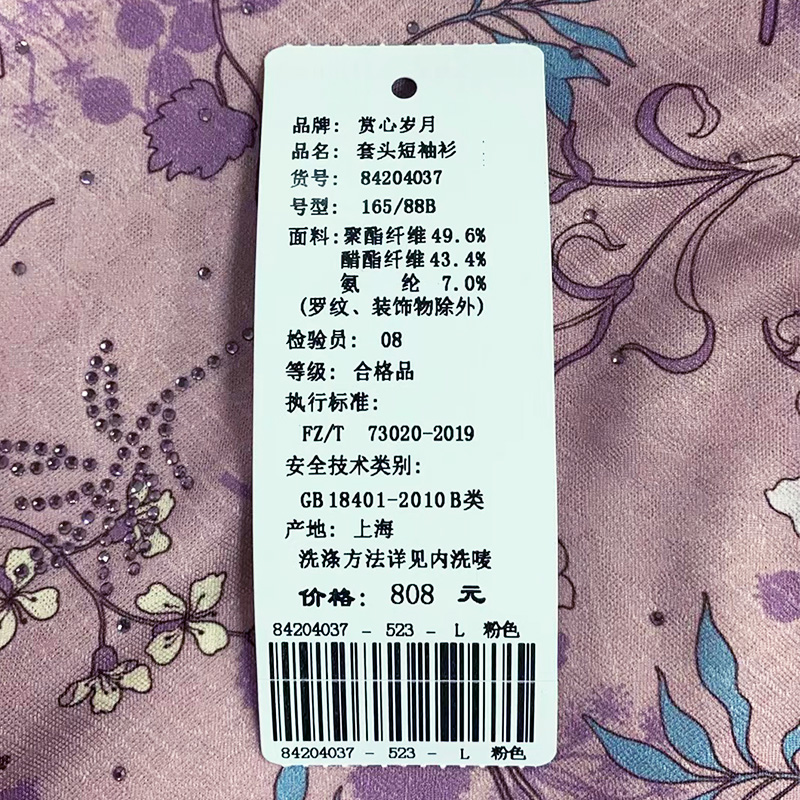 品牌: 赏心岁月
品名: 套头短袖衫
货号: 84204037
号型: 165/88B
面料:聚酯纤维49.6%
醋酯纤维43.4%
氨 纶 7.0%
(罗纹、装饰物除外)
检验员: 08
等级: 合格品
执行标准:
FZ/T 73020-2019
安全技术类别:
GB 18401-2010 B类
产地: 上海
洗涤方法详见内洗唛
价格: 808 元
84204037 - 523 - L 粉色
84204037 - 523 - L 粉色